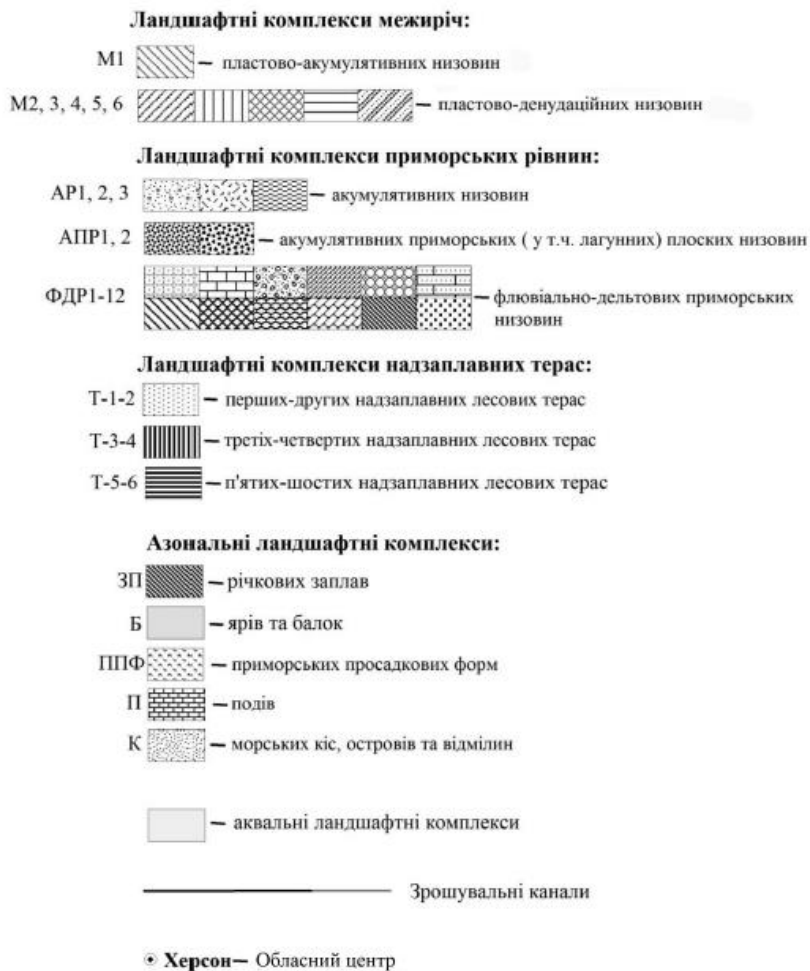 Ландшафтні комплекси межиріч:
М1 – пластово-акумулятивних низовин
М2, 3, 4, 5, 6 – пластово-денудаційних низовин
Ландшафтні комплекси приморських рівнин:
АР1, 2, 3 – акумулятивних низовин
АПР1, 2 – акумулятивних приморських ( у т.ч. лагунних) плоских низовин
ФДР1-12 – флювіально-дельтових приморських
низовин
Ландшафтні комплекси надзаплавних терас:
Т-1-2 – перших-других надзаплавних лесових терас
Т-3-4 – третіх-четвертих надзаплавних лесових терас
Т-5-6 – п'ятих-шостих надзаплавних лесових терас
Азональні ландшафтні комплекси:
ЗП – річкових заплав
Б – ярів та балок
ППФ – приморських просадкових форм
П – подів
К – морських кіс, островів та відмілин
– аквальні ландшафтні комплекси
Зрошувальні канали
Херсон – Обласний центр